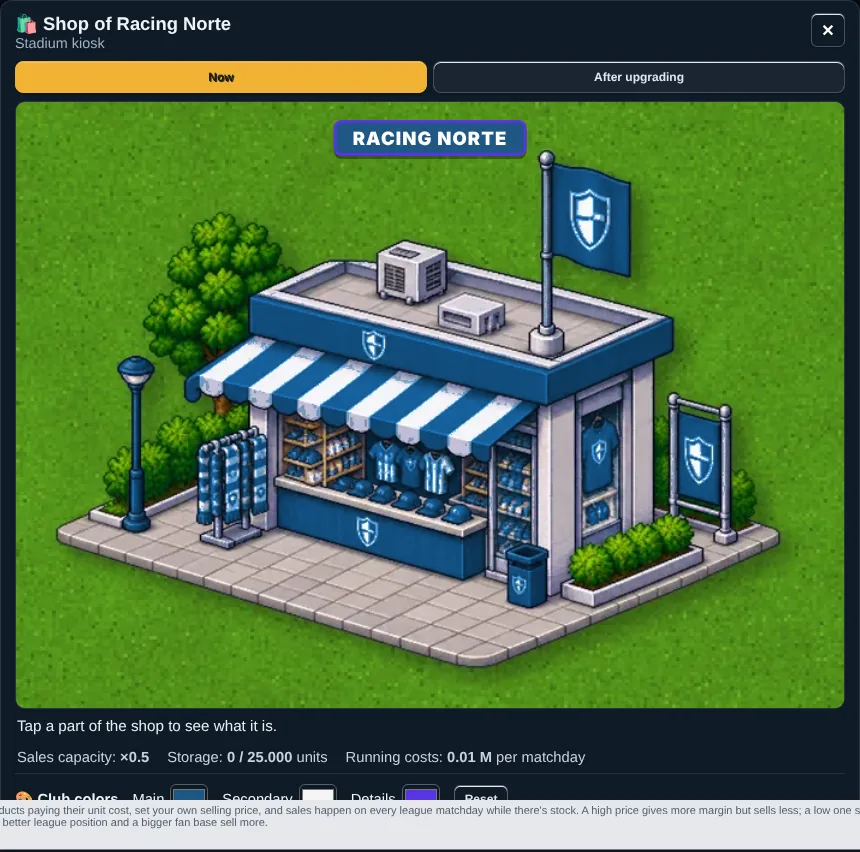 Shop of Racing Norte
Stadium kiosk
Now
After upgrading
RACING NORTE
Tap a part of the shop to see what it is.
Sales capacity: ×0.5 Storage: 0 / 25.000 units Running costs: 0.01 M per matchday
Club colors Main Secondary Details Reset
ducts paying their unit cost, set your own selling price, and sales happen on every league matchday while there's stock. A high price gives more margin but sells less; a low one s
better league position and a bigger fan base sell more.